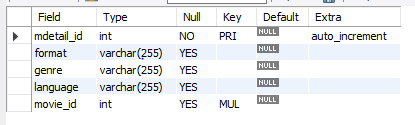 Field Type Null Key Default Extra
mdetail_id int NO PRI NULL auto_increment
format varchar(255) YES NULL
genre varchar(255) YES NULL
language varchar(255) YES NULL
movie_id int YES MUL NULL